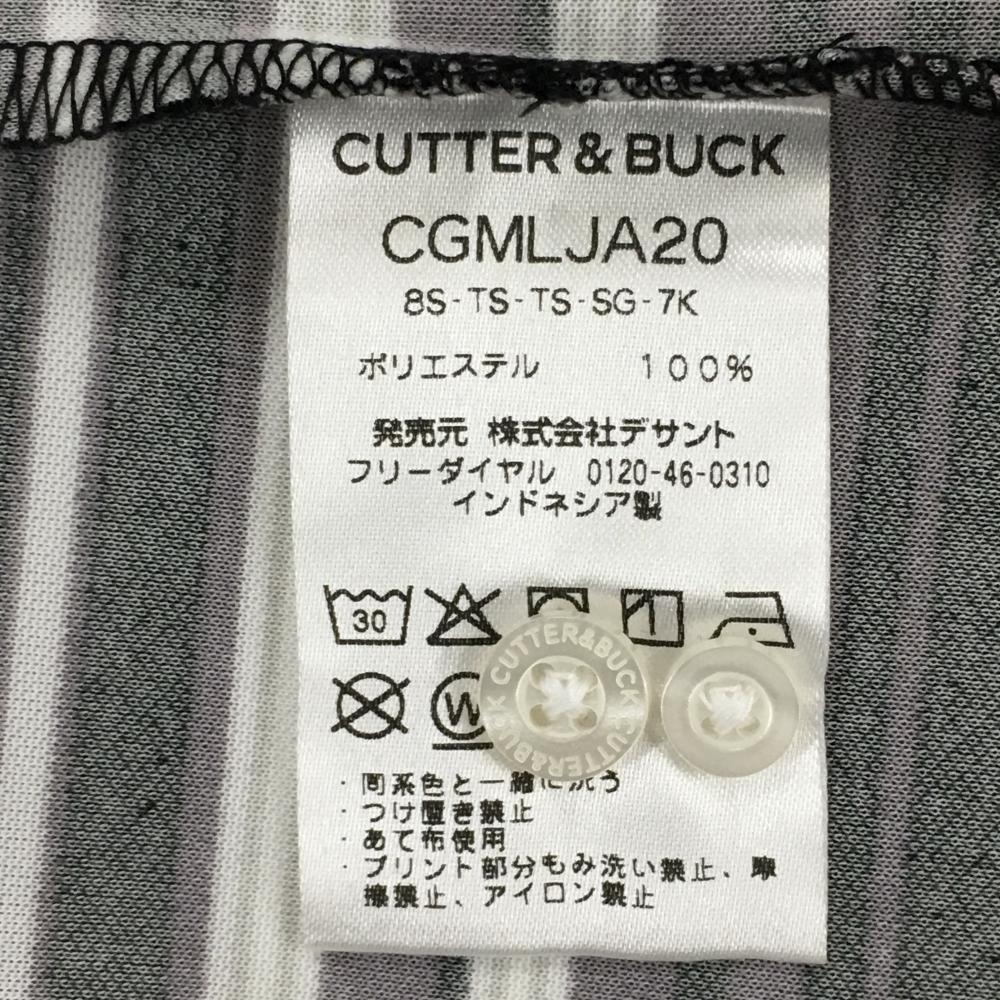 CUTTER & BUCK
CGMLJA20
8S-TS-TS-SG-7K
ポリエステル 100%
発売元 株式会社デサント
フリーダイヤル 0120-46-0310
インドネシア製
30
W
CUTTER&BUCK CUTTER&BUCK
・同系色と一緒に洗う
・つけ置き禁止
・あて布使用
・プリント部分もみ洗い禁止、摩
擦禁止、アイロン禁止